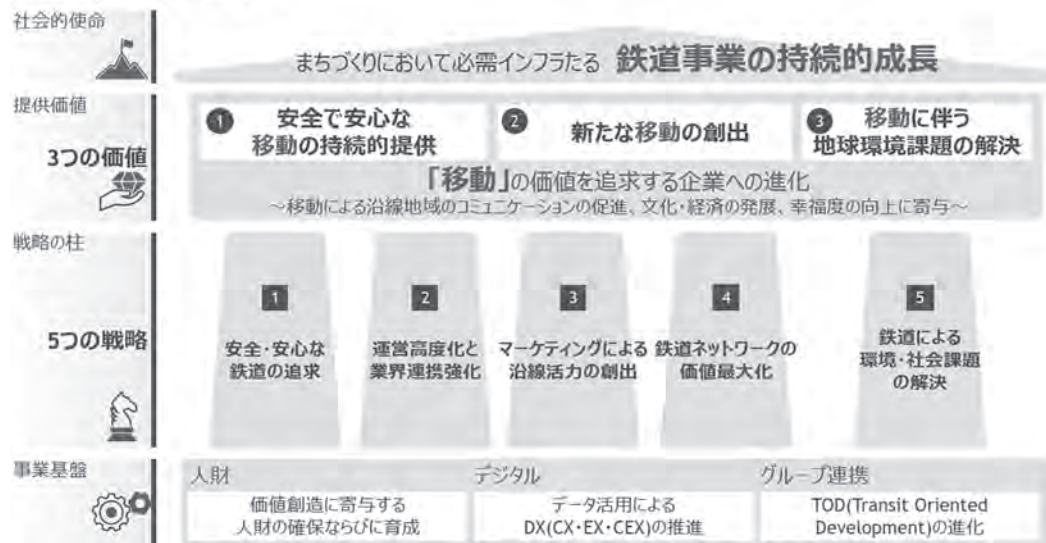 社会的使命
まちづくりにおいて必需インフラたる 鉄道事業の持続的成長
提供価値
3つの価値
1 安全で安心な
移動の持続的提供
2 新たな移動の創出
3 移動に伴う
地球環境課題の解決
「移動」の価値を追求する企業への進化
～移動による沿線地域のコミュニケーションの促進、文化・経済の発展、幸福度の向上に寄与～
戦略の柱
5つの戦略
1
安全・安心な
鉄道の追求
2
運営高度化と
業界連携強化
3
マーケティングによる
沿線活力の創出
4
鉄道ネットワークの
価値最大化
5
鉄道による
環境・社会課題
の解決
事業基盤
人財
価値創造に寄与する
人財の確保ならびに育成
デジタル
データ活用による
DX(CX・EX・CEX)の推進
グループ連携
TOD(Transit Oriented
Development)の進化